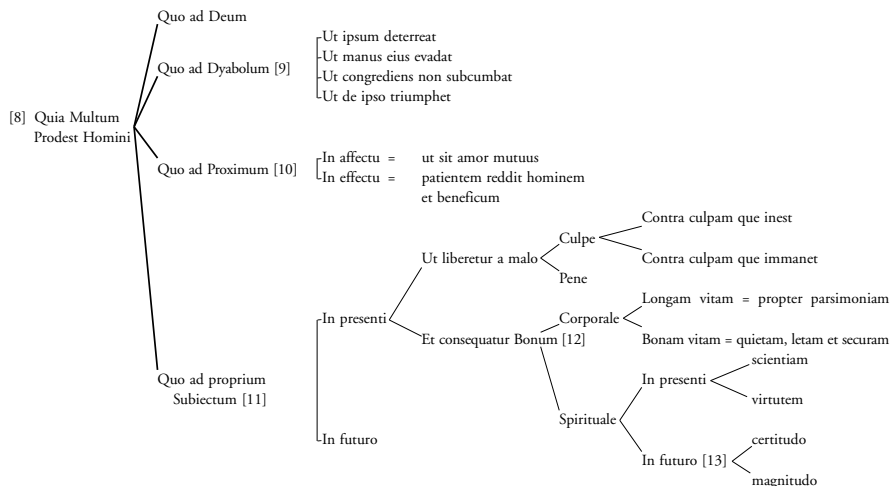 Quo ad Deum
Quo ad Dyabolum [9]
Ut ipsum deterreat
Ut manus eius evadat
Ut congrediens non subcumbat
Ut de ipso triumphet
[8] Quia Multum
Prodest Homini
Quo ad Proximum [10]
In affectu = ut sit amor mutuus
In effectu = patientem reddit hominem
et beneficum
Quo ad proprium
Subiectum [11]
In presenti
Ut liberetur a malo
Culpe
Contra culpam que inest
Contra culpam que immanet
Pene
Et consequatur Bonum [12]
Corporale
Longam vitam = propter parsimoniam
Bonam vitam = quietam, letam et securam
Spirituale
In presenti
scientiam
virtutem
In futuro [13]
certitudo
magnitudo
In futuro